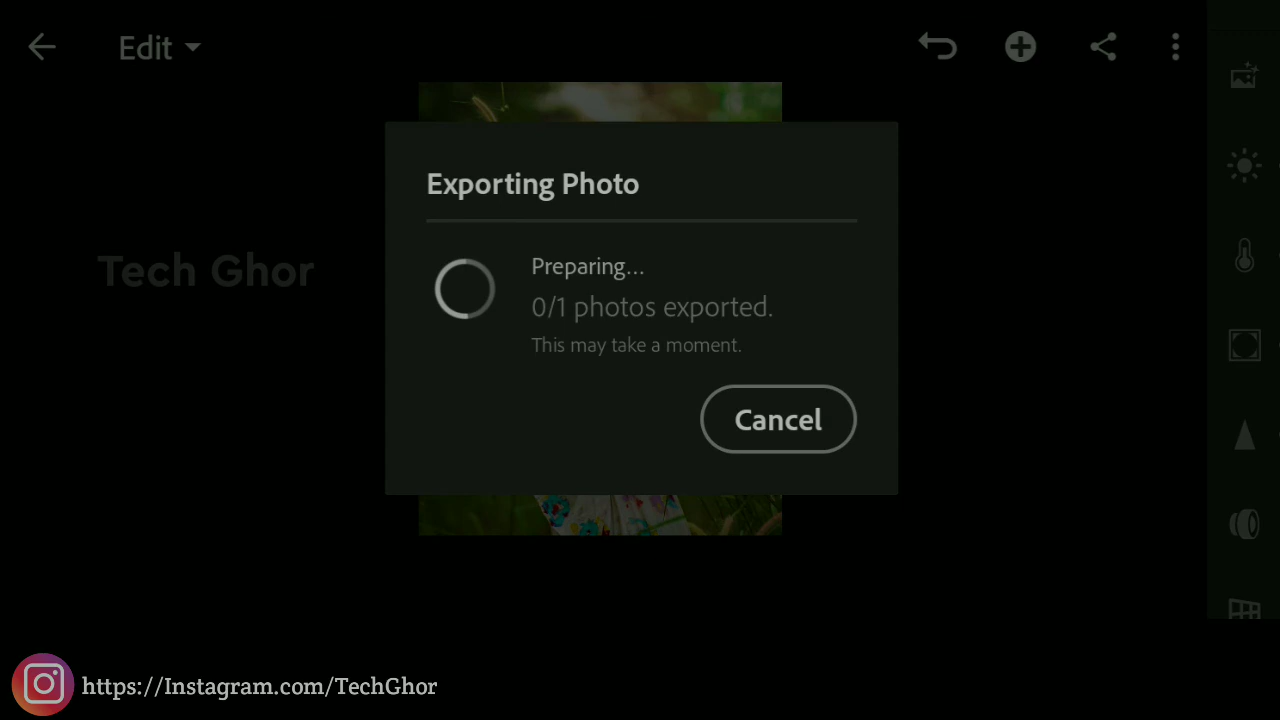 Edit
Exporting Photo
Tech Ghor
Preparing...
0/1 photos exported.
This may take a moment.
Cancel
https://Instagram.com/TechGhor